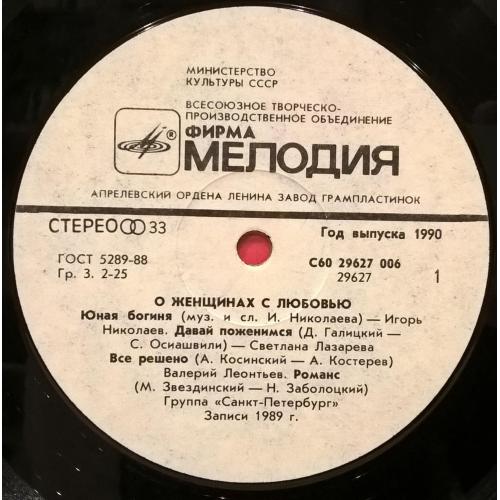 МИНИСТЕРСТВО
КУЛЬТУРЫ СССР
ВСЕСОЮЗНОЕ ТВОРЧЕСКО-
ПРОИЗВОДСТВЕННОЕ ОБЪЕДИНЕНИЕ
ФИРМА
® МЕЛОДИЯ
АПРЕЛЕВСКИЙ ОРДЕНА ЛЕНИНА ЗАВОД ГРАМПЛАСТИНОК
СТЕРЕО 33
Год выпуска 1990
ГОСТ 5289-88
С60 29627 006
Гр. 3. 2-25
29627
1
О ЖЕНЩИНАХ С ЛЮБОВЬЮ
Юная богиня (муз. и сл. И. Николаева) — Игорь
Николаев. Давай поженимся (Д. Галицкий —
С. Осиашвили) — Светлана Лазарева
Все решено (А. Косинский — А. Костерев)
Валерий Леонтьев. Романс
(М. Звездинский — Н. Заболоцкий)
Группа «Санкт-Петербург»
Записи 1989 г.